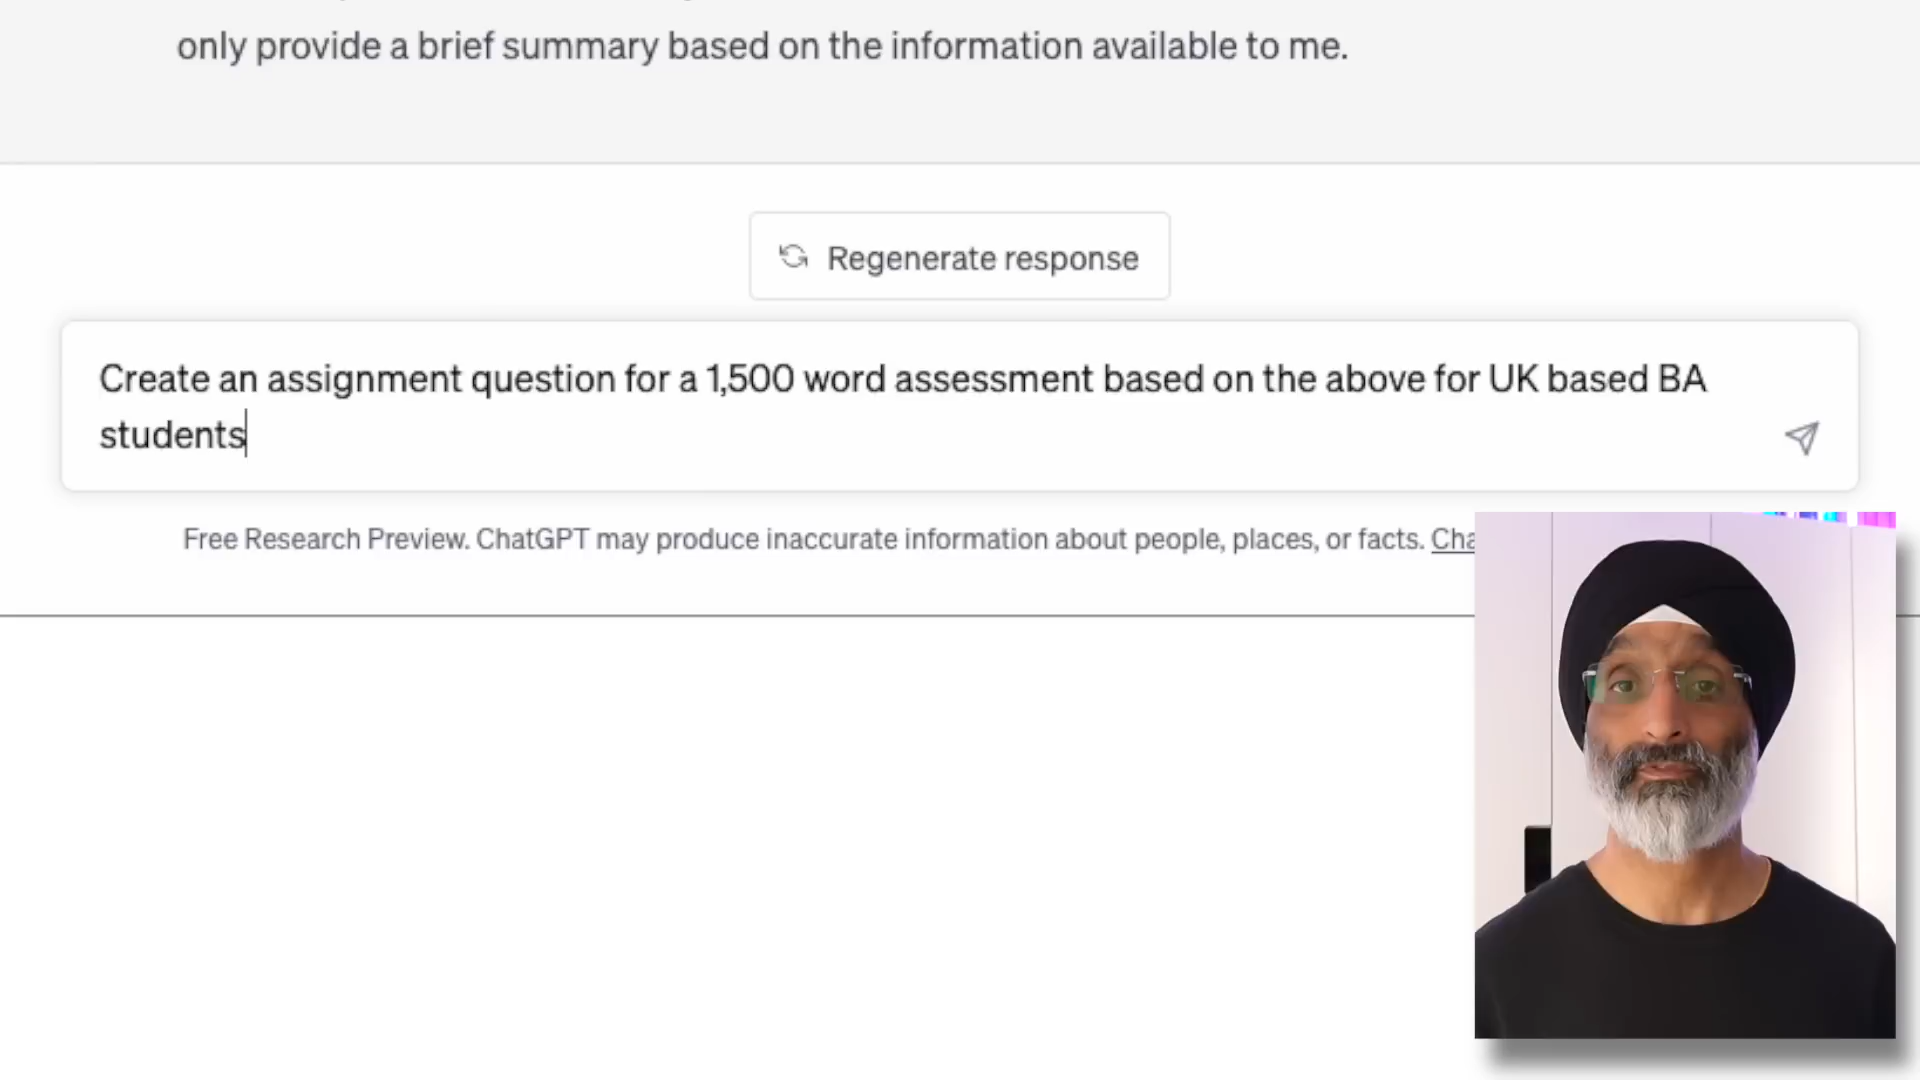 only provide a brief summary based on the information available to me.
Regenerate response
Create an assignment question for a 1,500 word assessment based on the above for UK based BA
students
Free Research Preview. ChatGPT may produce inaccurate information about people, places, or facts.